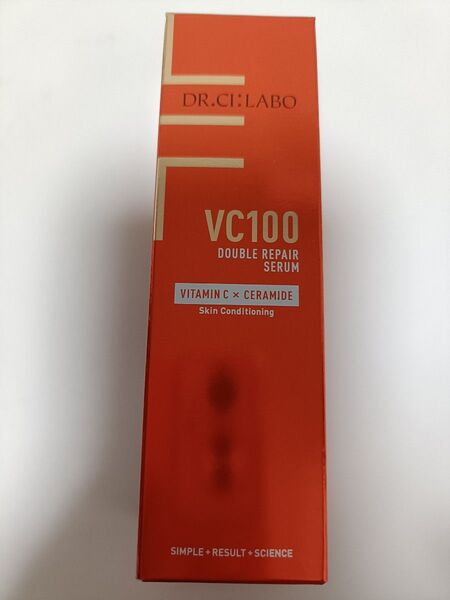 DR.CI:LABO
VC100
DOUBLE REPAIR
SERUM
VITAMIN C × CERAMIDE
Skin Conditioning
SIMPLE + RESULT + SCIENCE